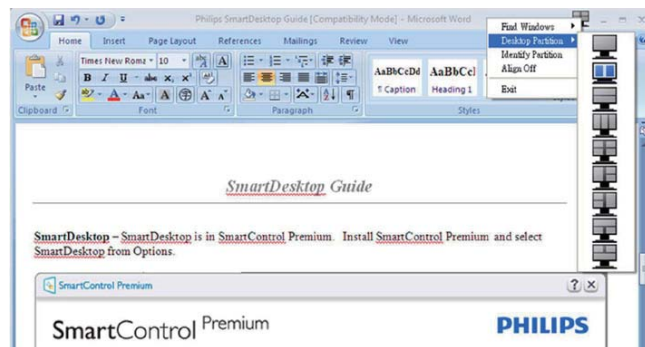 Philips SmartDesktop Guide [Compatibility Mode] - Microsoft Word
Home Insert Page Layout References Mailings Review View
Find Windows
Desktop Partition
Identify Partition
Align Off
Exit
Times New Roma 10
Paste
B I U abc x, x²
AaBbCcDd AaBbCcl
¶ Caption Heading 1
Clipboard Font Paragraph Styles
SmartDesktop Guide
SmartDesktop – SmartDesktop is in SmartControl Premium. Install SmartControl Premium and select
SmartDesktop from Options.
SmartControl Premium
SmartControl Premium
PHILIPS